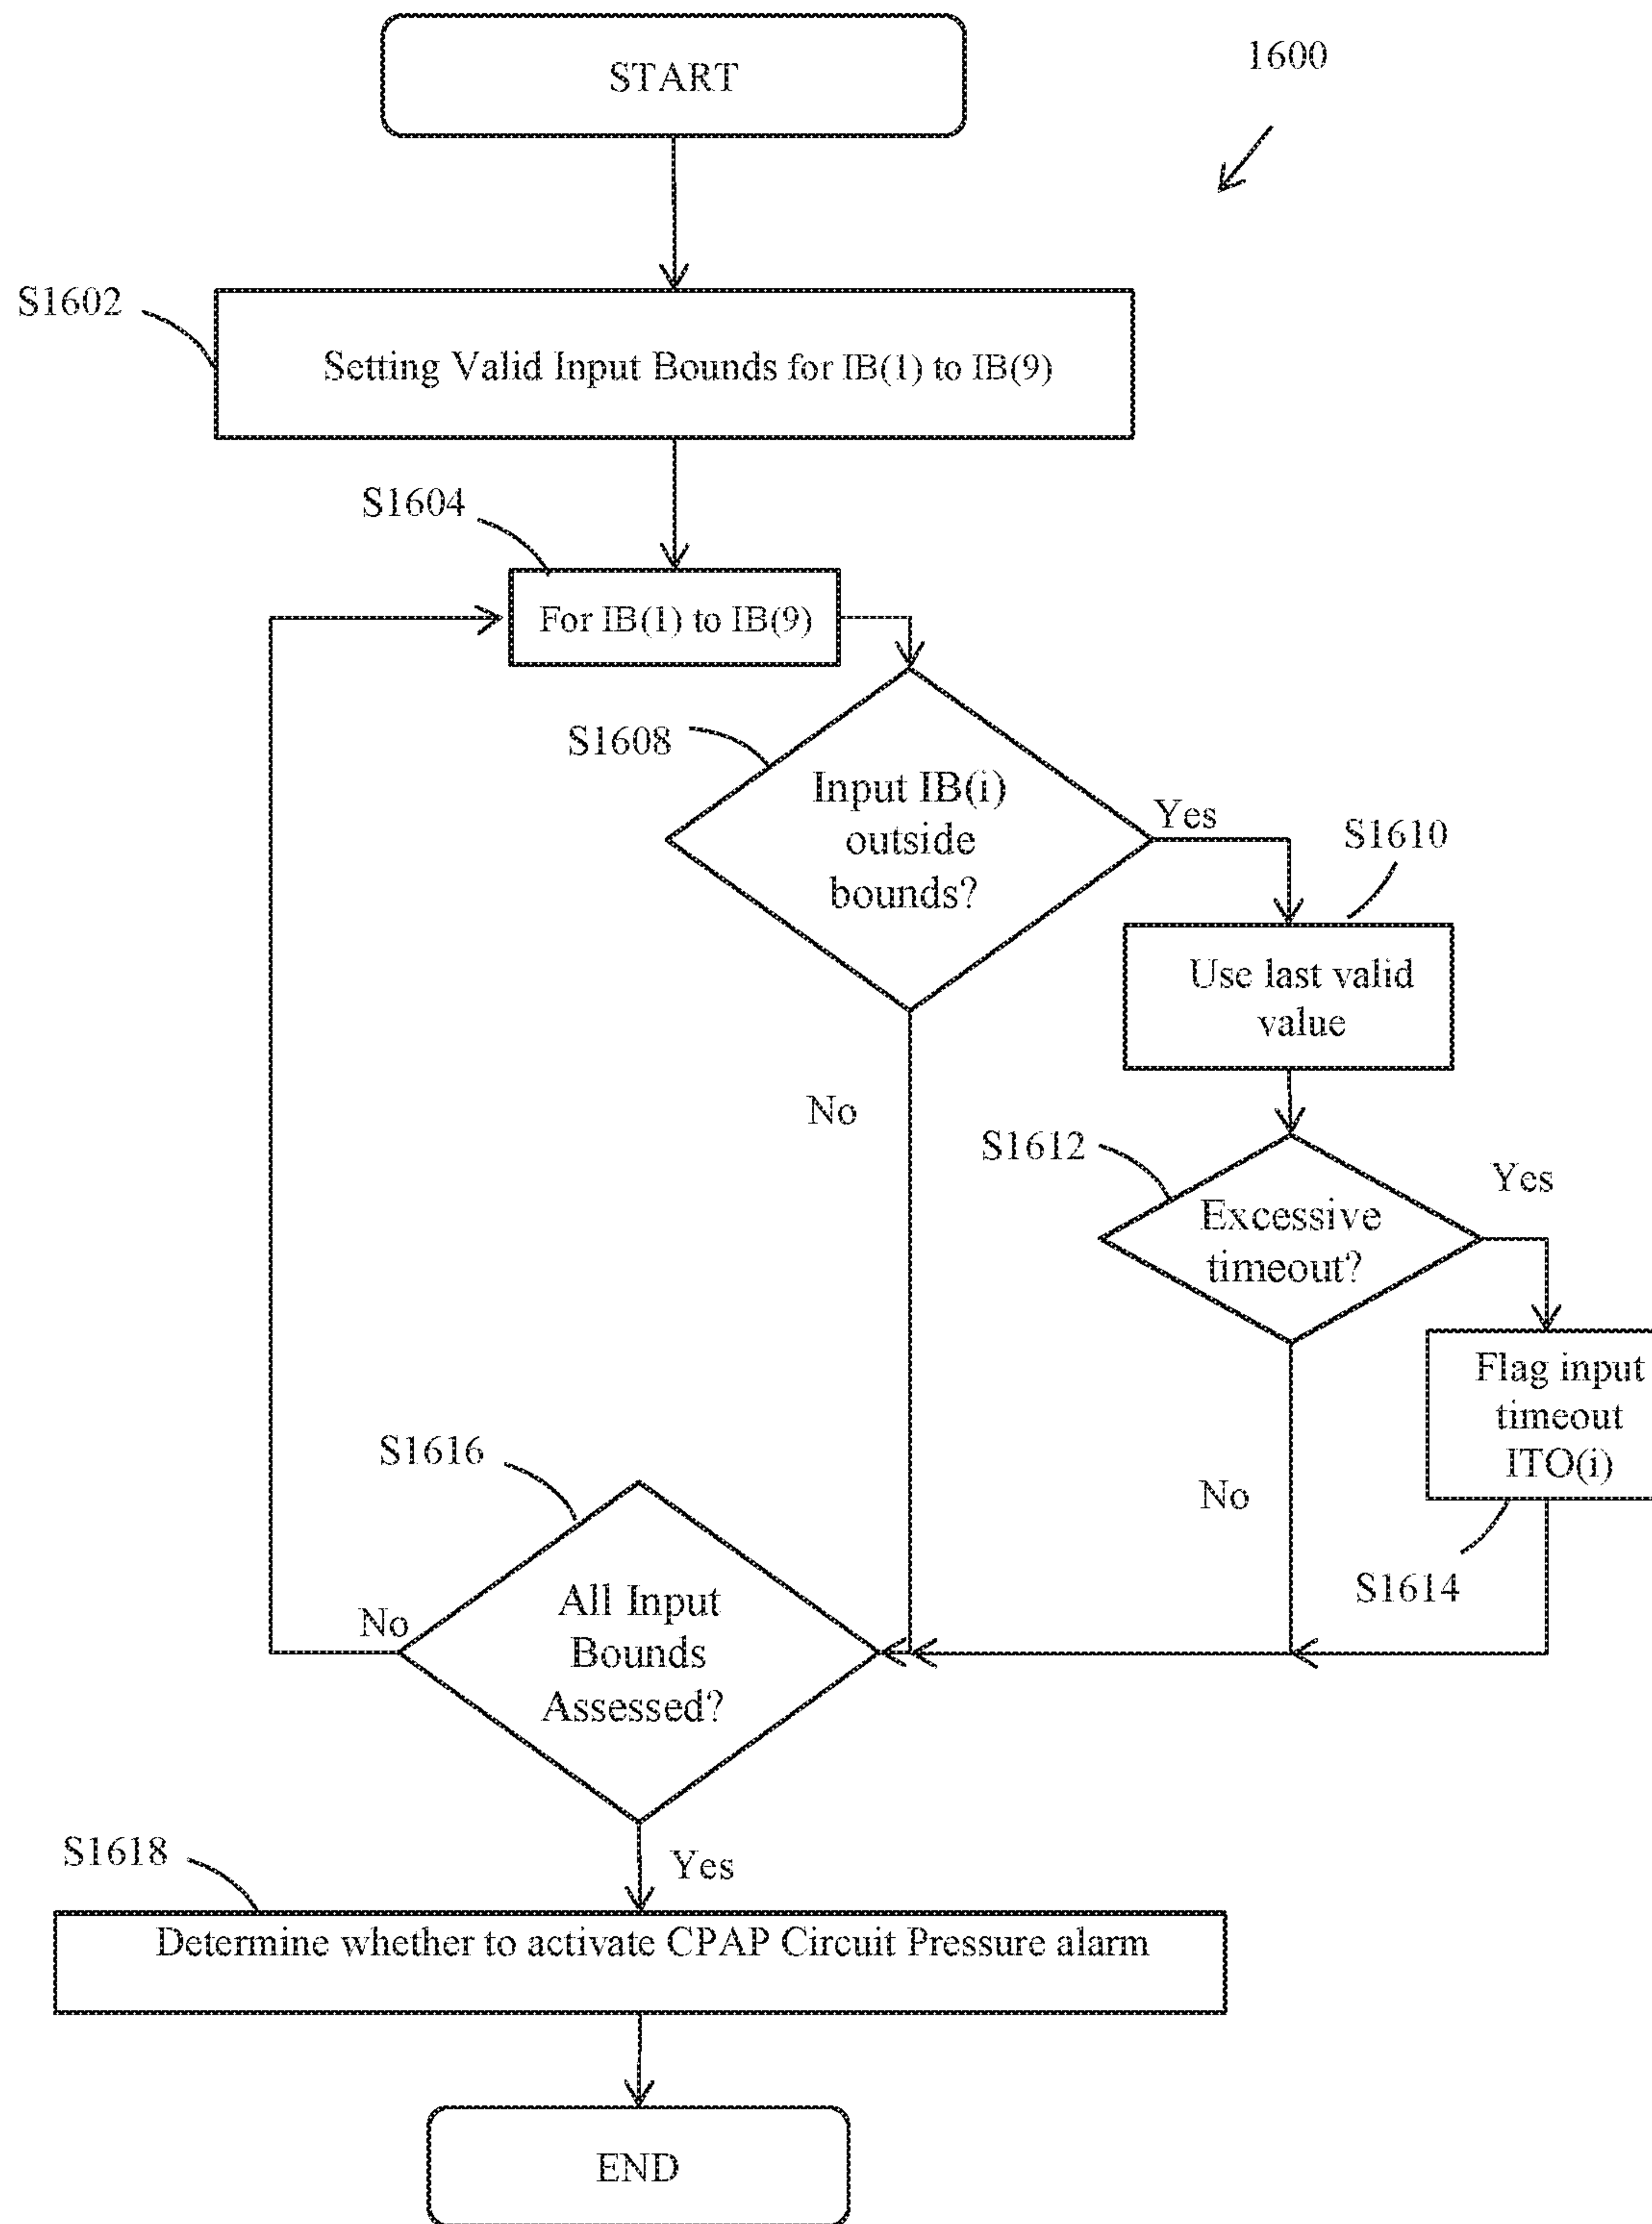 START
1600
S1602
Setting Valid Input Bounds for IB(1) to IB(9)
S1604
For IB(1) to IB(9)
S1608
Input IB(i)
outside
bounds?
Yes
S1610
Use last valid
value
No
S1612
Excessive
timeout?
Yes
Flag input
timeout
ITO(i)
No
S1614
S1616
All Input
Bounds
Assessed?
No
Yes
S1618
Determine whether to activate CPAP Circuit Pressure alarm
END